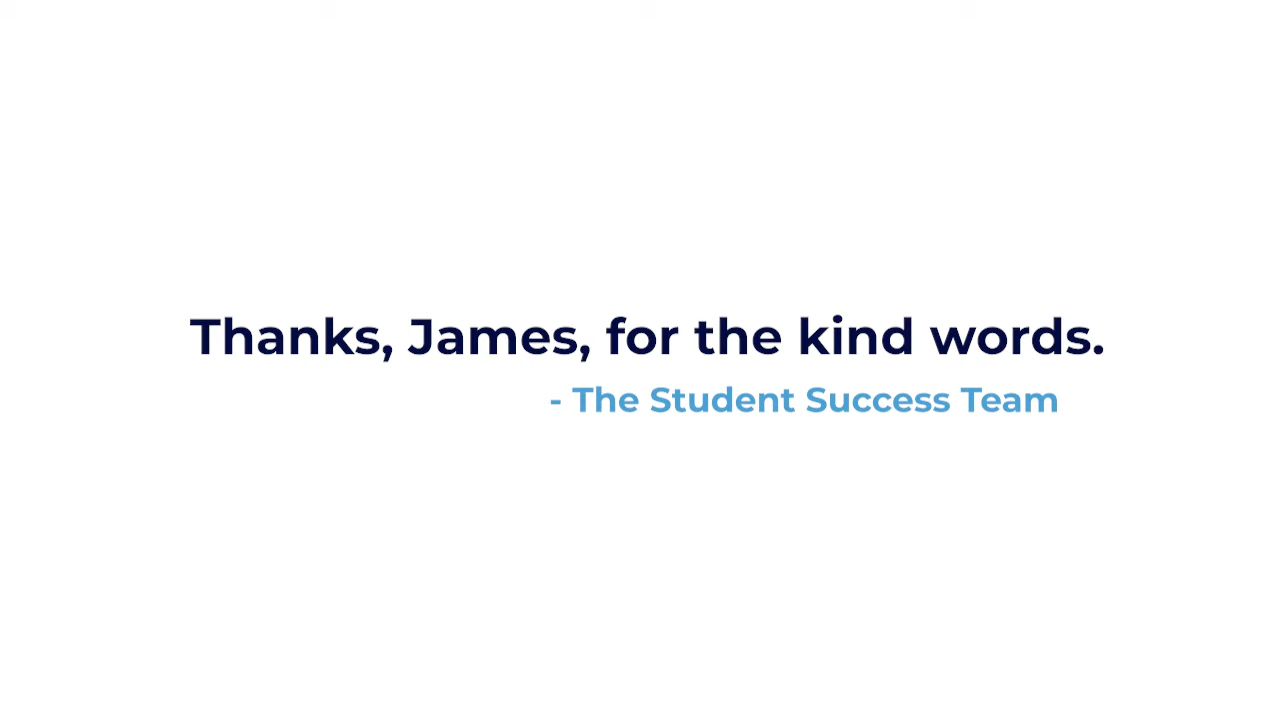 Thanks, James, for the kind words.
- The Student Success Team